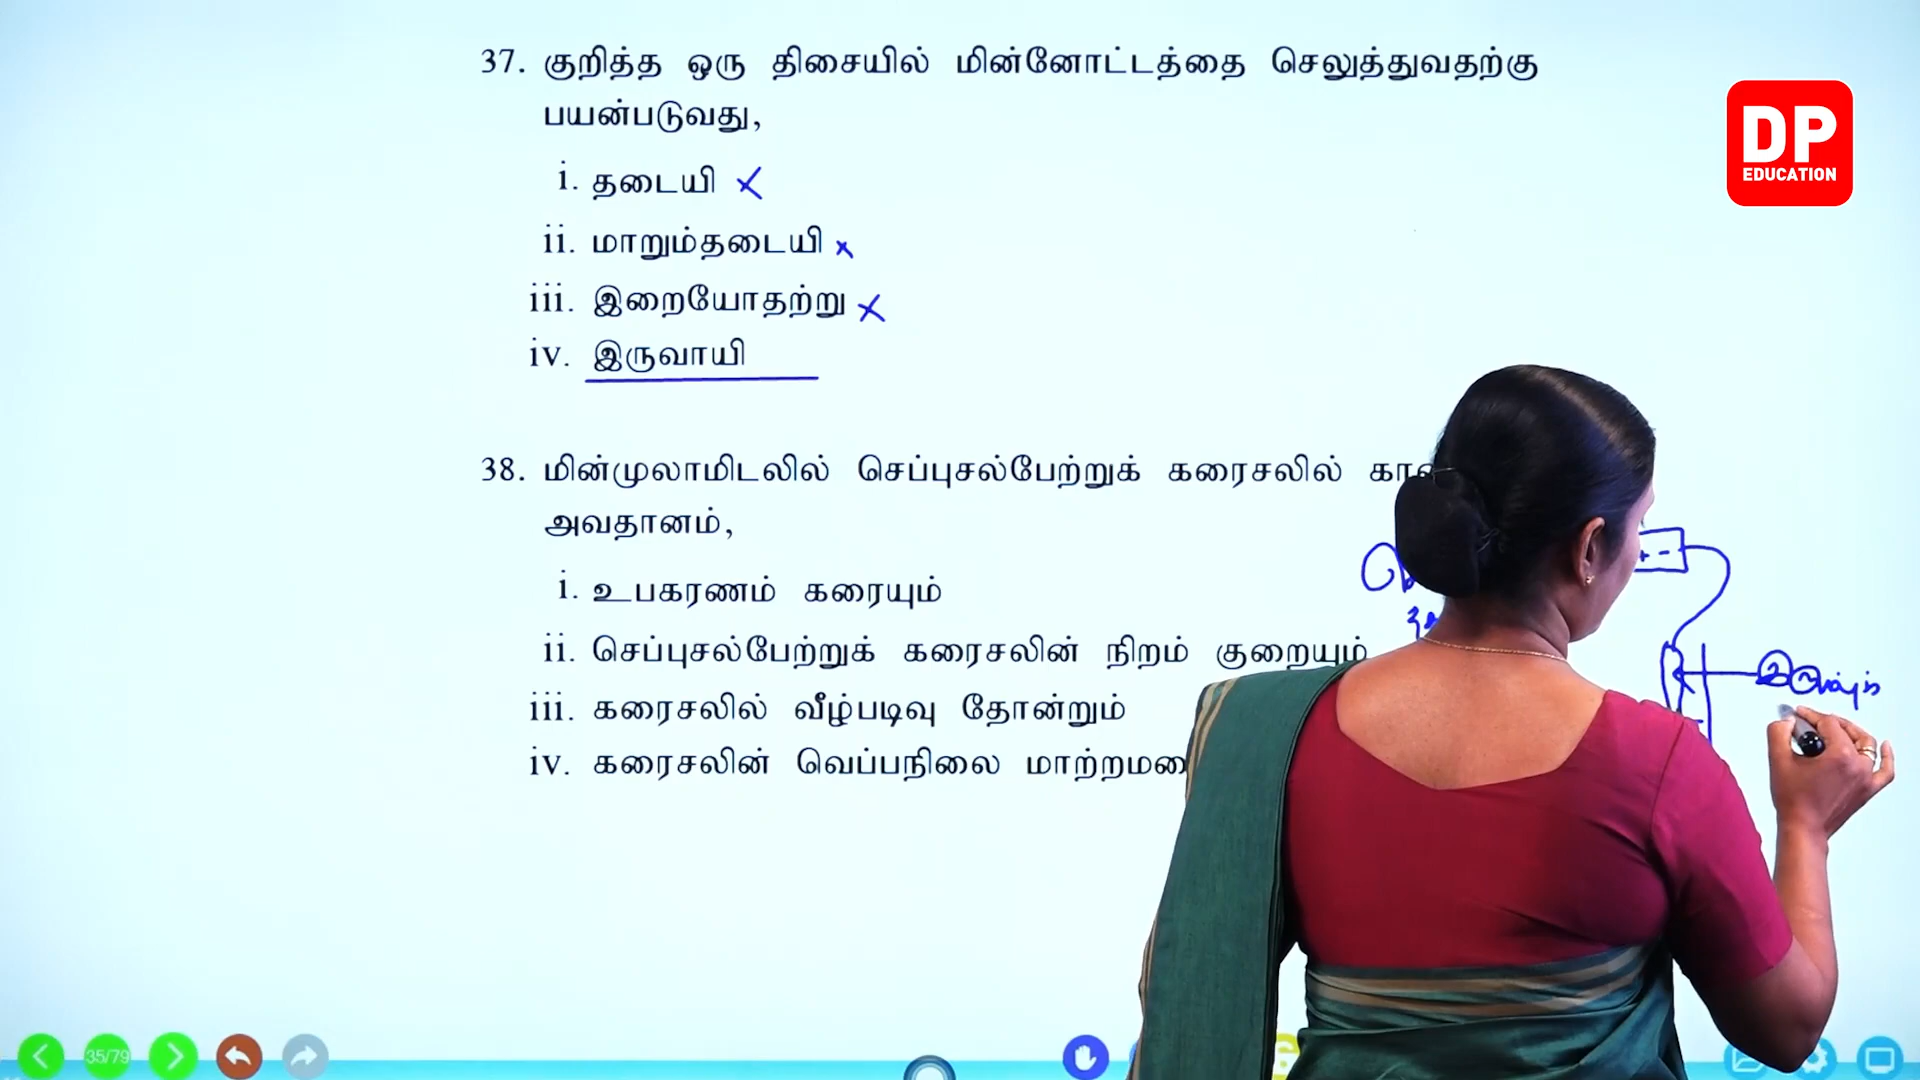 37. குறித்த ஒரு திசையில் மின்னோட்டத்தை செலுத்துவதற்கு
பயன்படுவது,
i. தடையி
ii. மாறும்தடையி
iii. இறையோதற்று
iv. இருவாயி
DP
EDUCATION
38. மின்முலாமிடலில் செப்புசல்பேற்றுக் கரைசலில்
அவதானம்,
i. உபகரணம் கரையும்
ii. செப்புசல்பேற்றுக் கரைசலின் நிறம் குறையும்
iii. கரைசலில் வீழ்படிவு தோன்றும்
iv. கரைசலின் வெப்பநிலை
+ -
இரும்பு
35/79